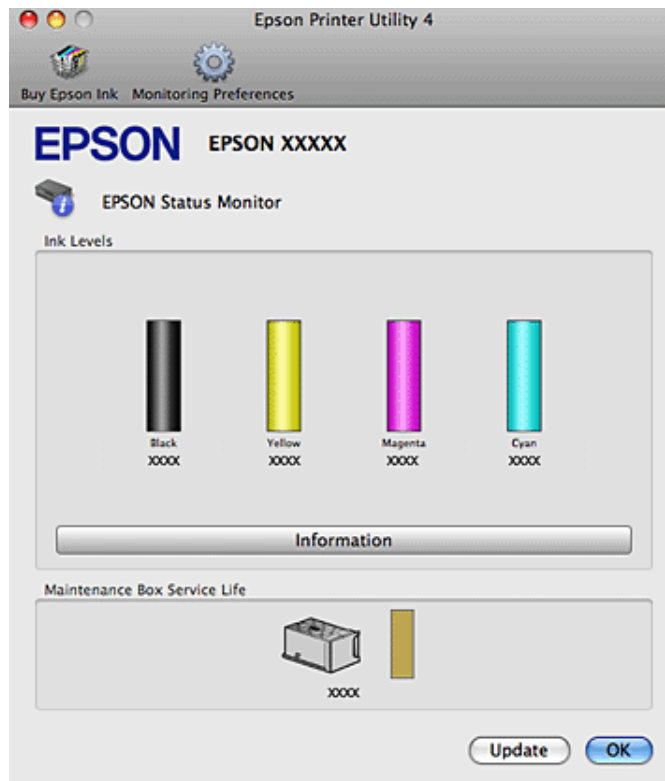 Epson Printer Utility 4
Buy Epson Ink Monitoring Preferences
EPSON EPSON XXXXX
EPSON Status Monitor
Ink Levels
Black Yellow Magenta Cyan
XXXX XXXX XXXX XXXX
Information
Maintenance Box Service Life
XXXX
Update OK